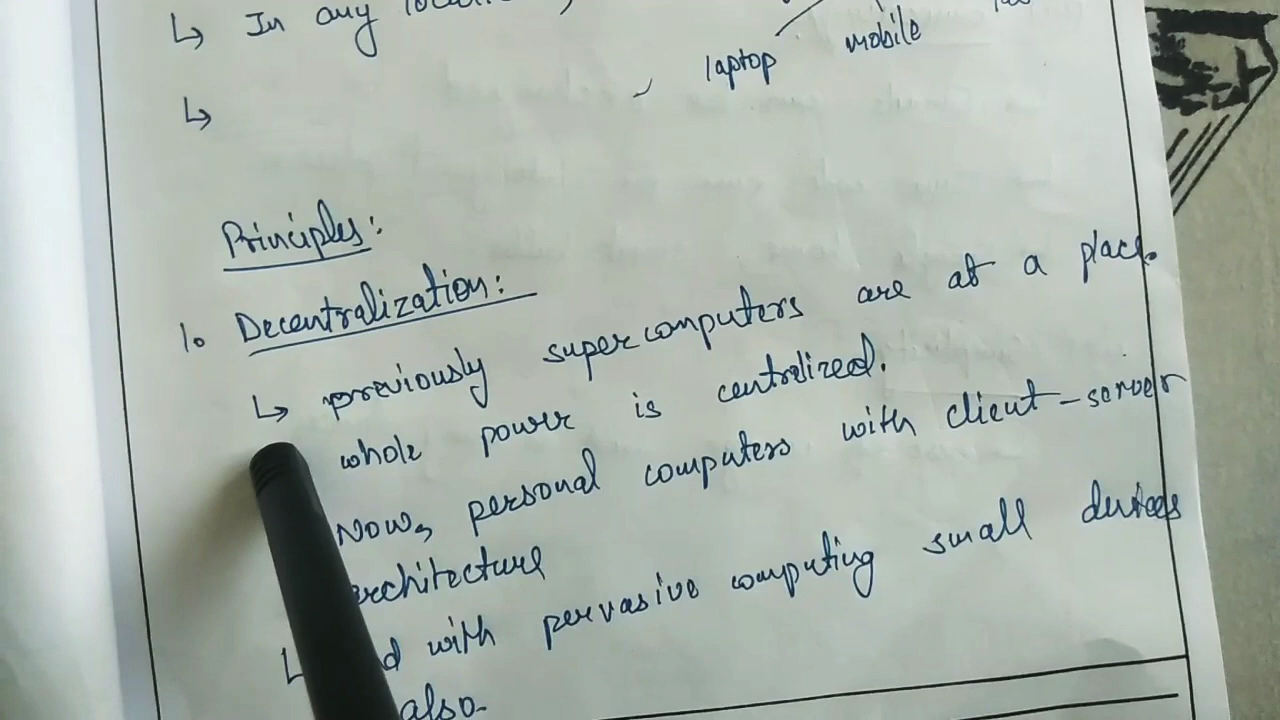 ↳ In any
laptop mobile
↳
Principles:
1. Decentralization:
↳ previously supercomputers are at a place.
whole power is centralized.
Now, personal computers with client-server
architecture
↳ with pervasive computing small devices
also.